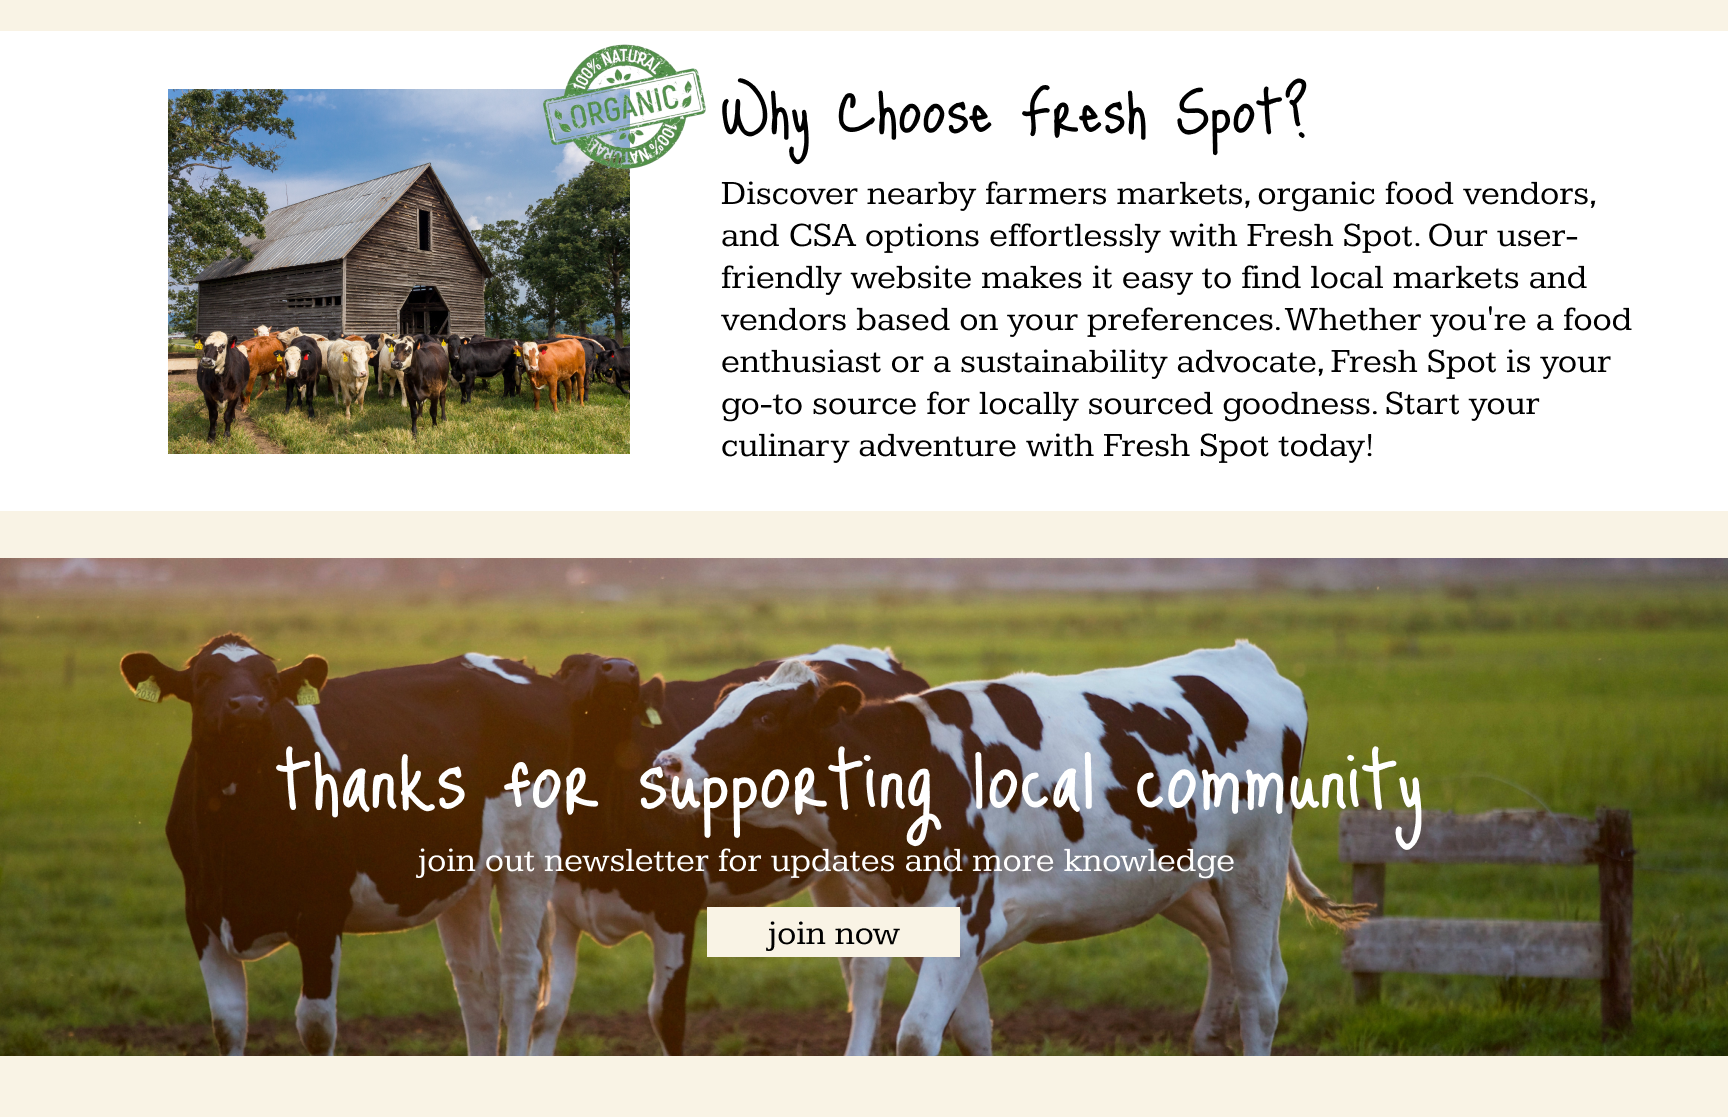 100% NATURAL
ORGANIC
100% NATURAL
Why Choose Fresh Spot?
Discover nearby farmers markets, organic food vendors,
and CSA options effortlessly with Fresh Spot. Our user-
friendly website makes it easy to find local markets and
vendors based on your preferences. Whether you're a food
enthusiast or a sustainability advocate, Fresh Spot is your
go-to source for locally sourced goodness. Start your
culinary adventure with Fresh Spot today!
thanks for supporting local community
join out newsletter for updates and more knowledge
join now